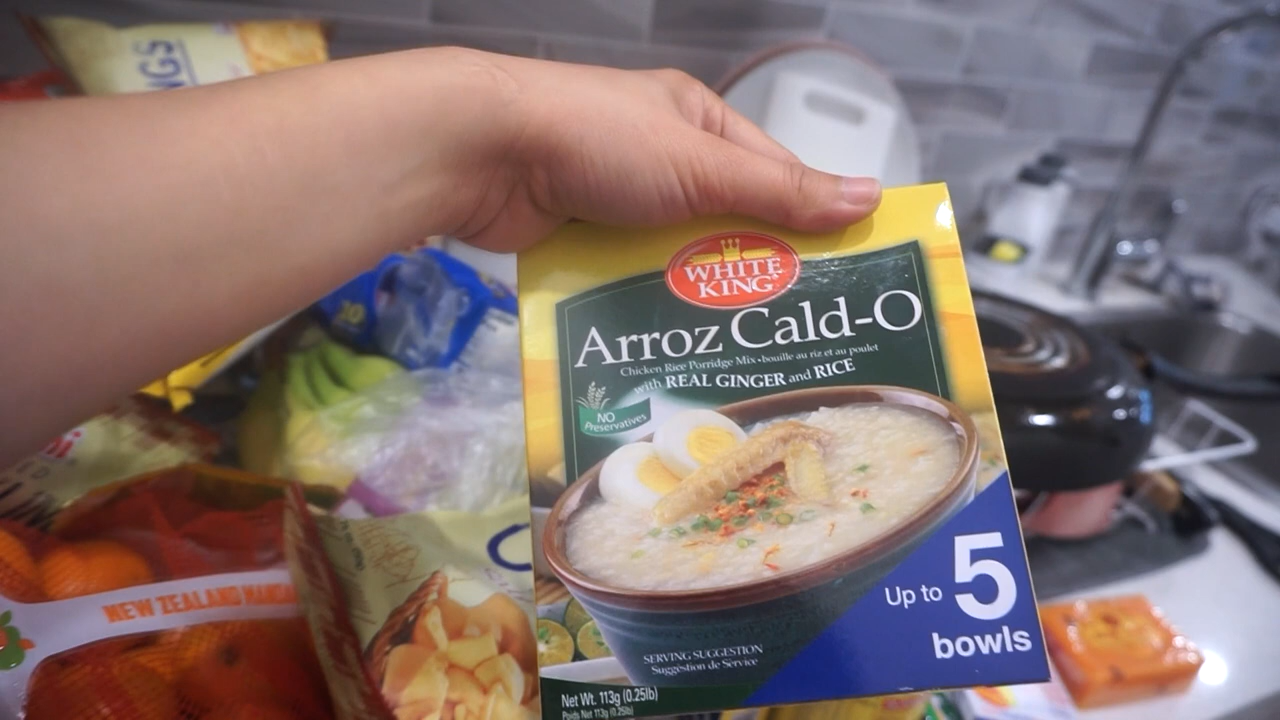 NGS
WHITE
KING
Arroz Cald-O
Chicken Rice Porridge Mix • bouille au riz et au poulet
with REAL GINGER and RICE
NO
Preservatives
20
NEW ZEALAND
Up to 5
bowls
SERVING SUGGESTION
Suggestion de Service
Net Wt. 113g (0.25lb)
Poids Net 113g (0.25lb)